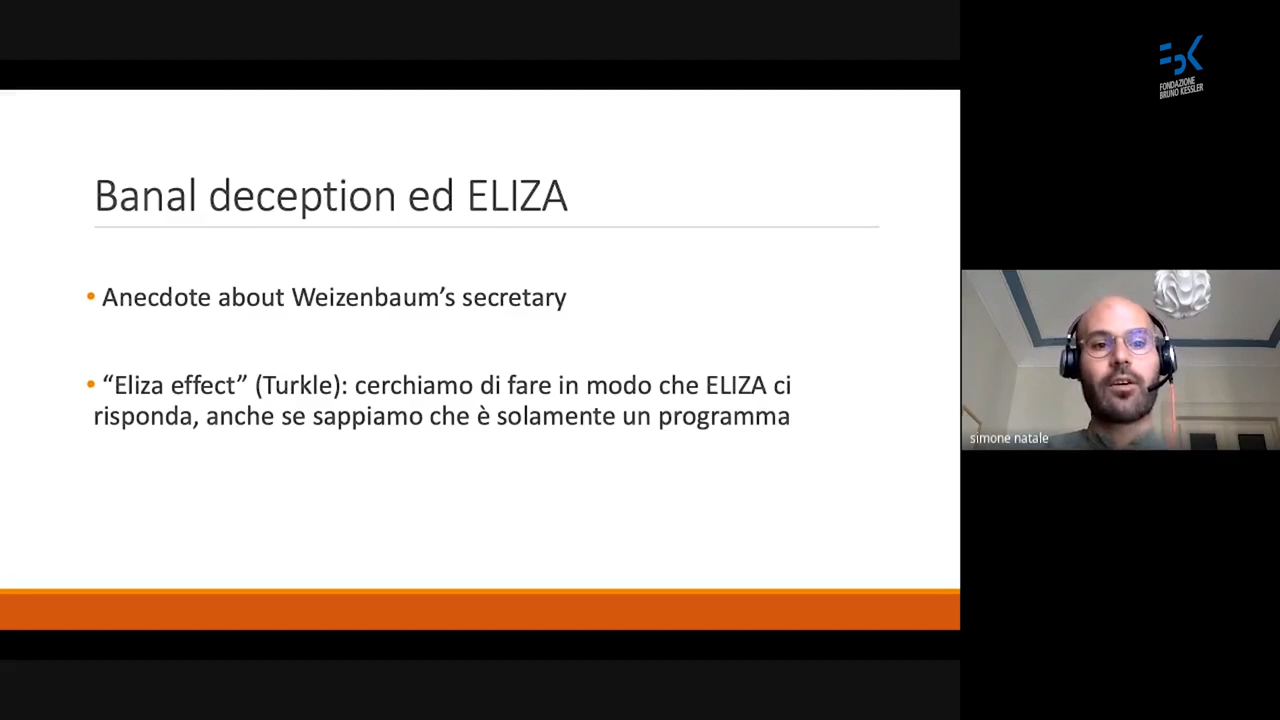 Banal deception ed ELIZA
• Anecdote about Weizenbaum’s secretary
• “Eliza effect” (Turkle): cerchiamo di fare in modo che ELIZA ci
risponda, anche se sappiamo che è solamente un programma
FBK
FONDAZIONE
BRUNO KESSLER
simone natale